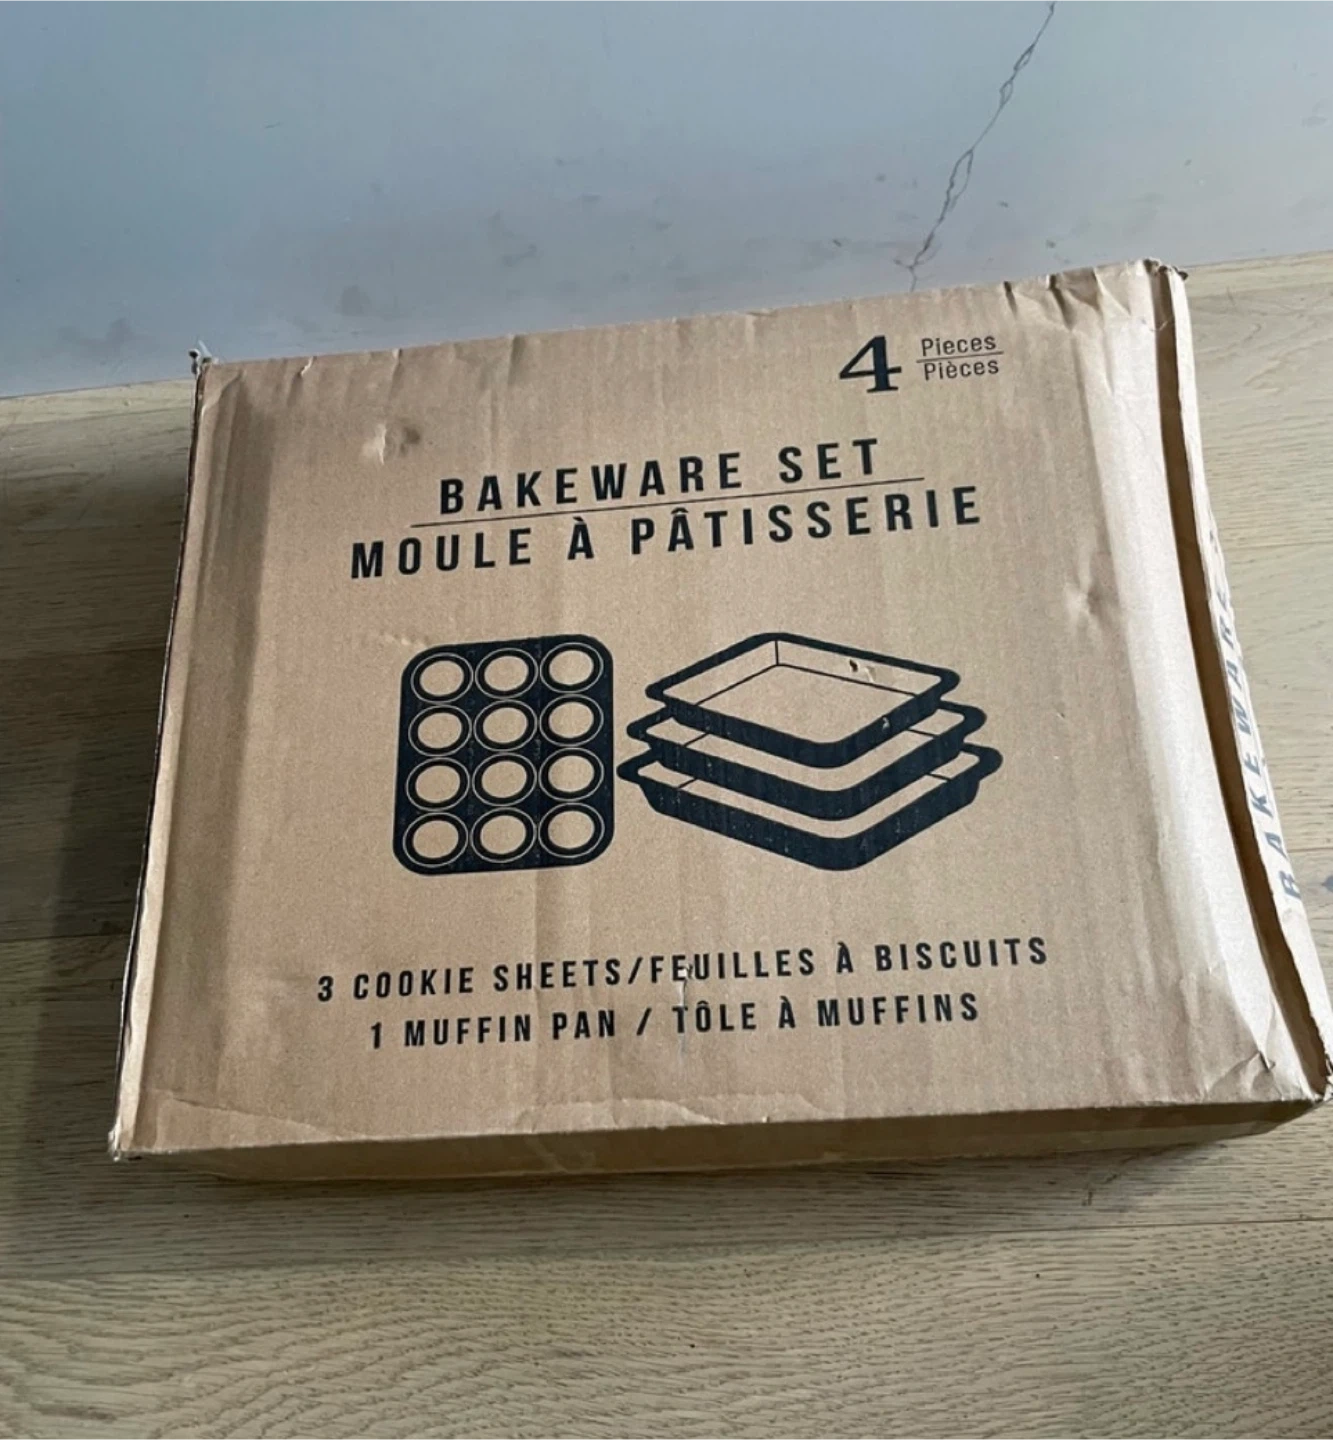 4 Pieces
Pièces
BAKEWARE SET
MOULE À PÂTISSERIE
3 COOKIE SHEETS/FEUILLES À BISCUITS
1 MUFFIN PAN / TÔLE À MUFFINS
BAKEWARE